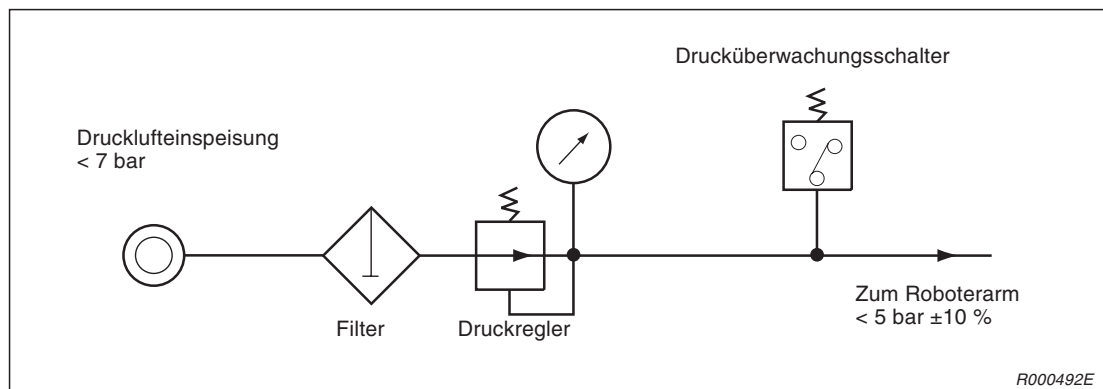 Drucküberwachungsschalter
Drucklufteinspeisung
< 7 bar
Filter
Druckregler
Zum Roboterarm
< 5 bar ±10 %
R000492E